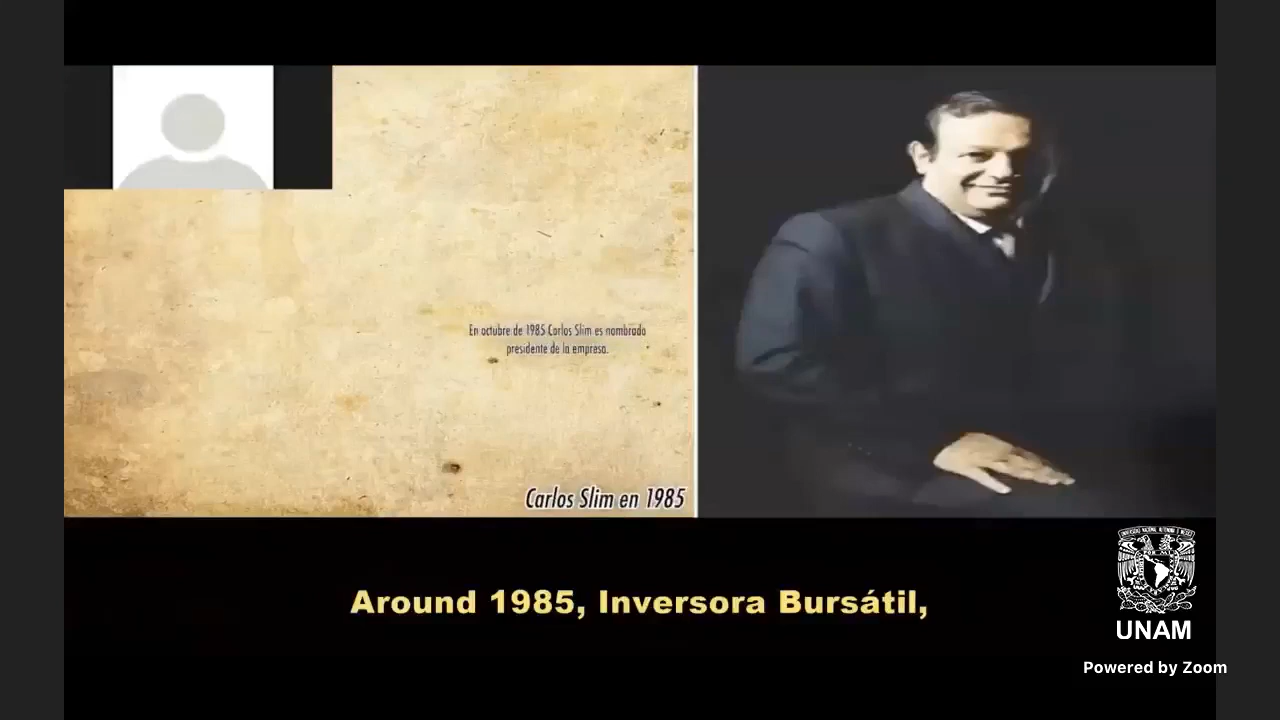 En octubre de 1985 Carlos Slim es nombrado
presidente de la empresa.
Carlos Slim en 1985
Around 1985, Inversora Bursátil,
UNAM
Powered by Zoom